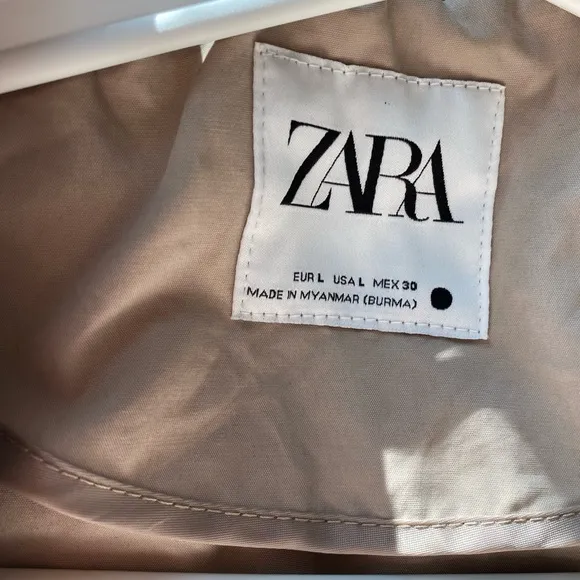 ZARA
EUR L USA L MEX 30
MADE IN MYANMAR (BURMA)